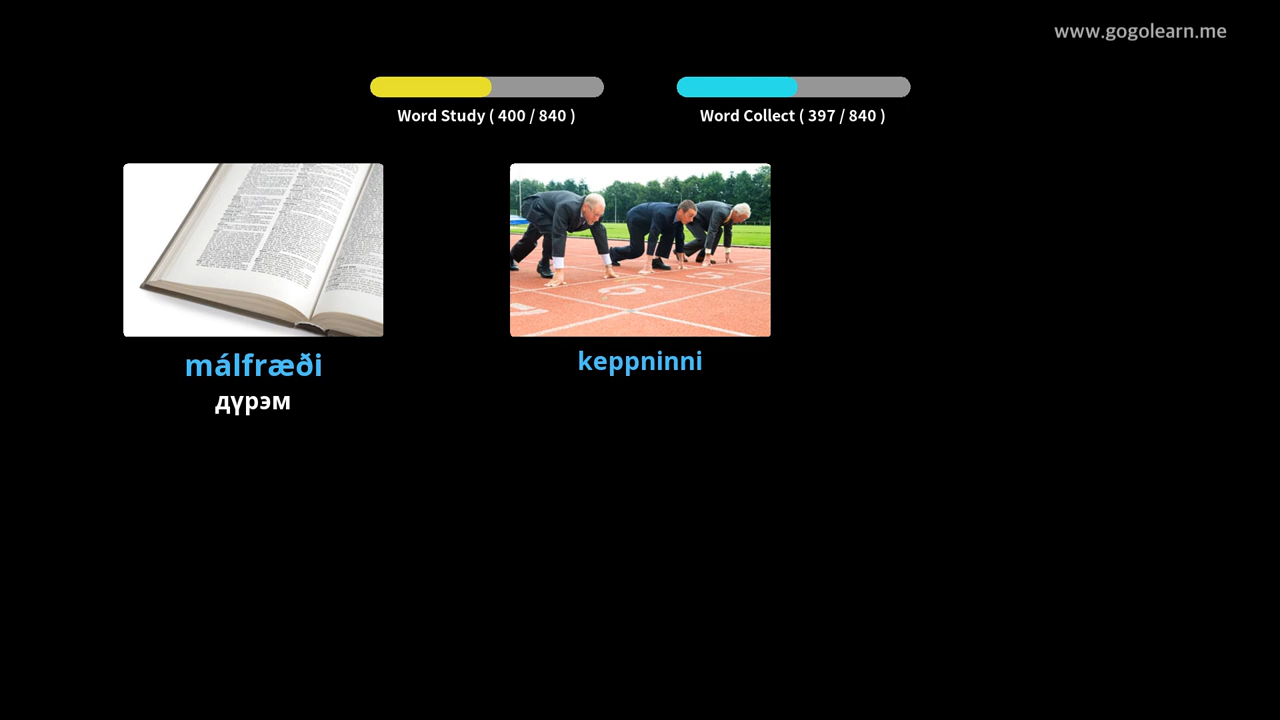 www.gogolearn.me
Word Study ( 400 / 840 )
Word Collect ( 397 / 840 )
málfræði
дүрэм
keppninni